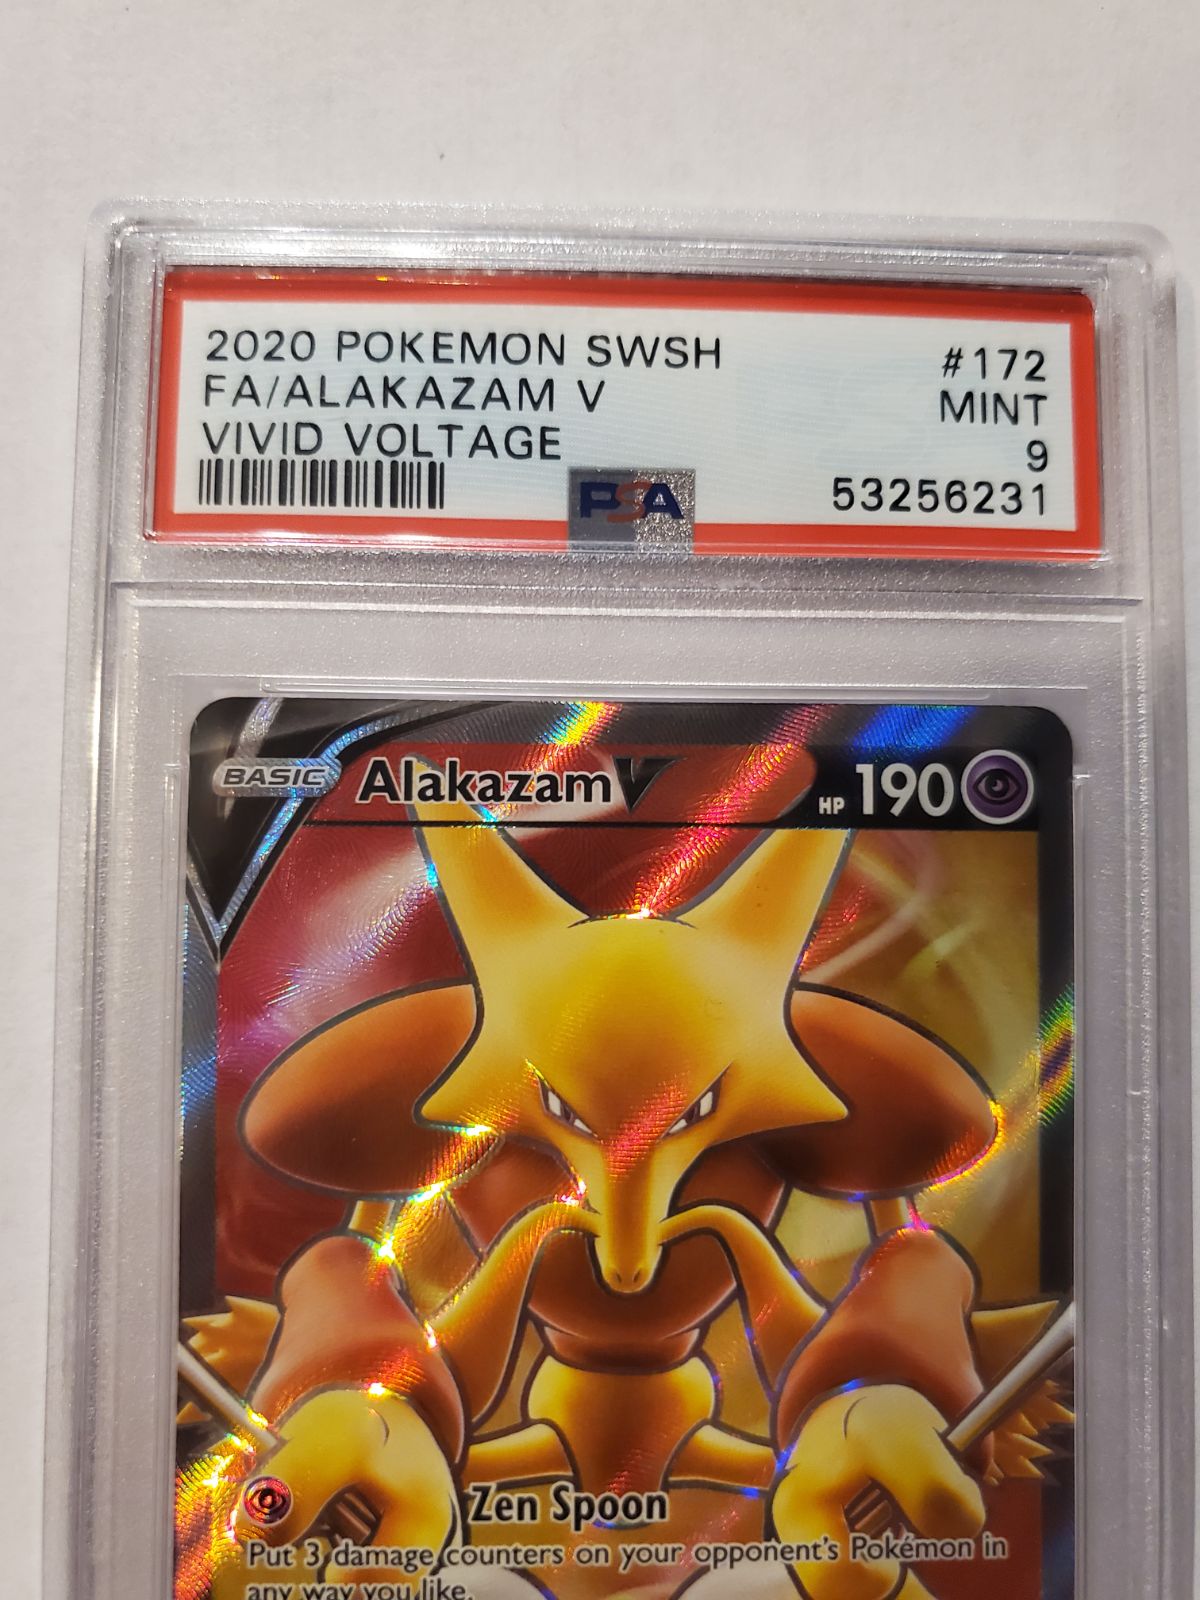 2020 POKEMON SWSH #172
FA/ALAKAZAM V MINT
VIVID VOLTAGE 9
PSA 53256231
BASIC Alakazam V HP 190
Zen Spoon
Put 3 damage counters on your opponent's Pokémon in
any way you like.